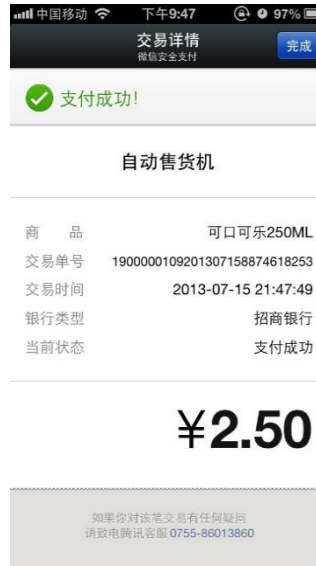 中国移动 下午9:47 97%
交易详情
微信安全支付
完成
支付成功!
自动售货机
商 品 可口可乐250ML
交易单号 1900000109201307158874618253
交易时间 2013-07-15 21:47:49
银行类型 招商银行
当前状态 支付成功
¥2.50
如果你对该笔交易有任何疑问
请致电腾讯客服 0755-86013860